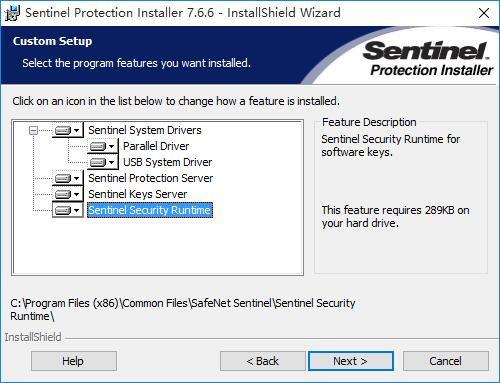 Sentinel Protection Installer 7.6.6 - InstallShield Wizard
Custom Setup
Select the program features you want installed.
Sentinel
Protection Installer
Click on an icon in the list below to change how a feature is installed.
Sentinel System Drivers
Parallel Driver
USB System Driver
Sentinel Protection Server
Sentinel Keys Server
Sentinel Security Runtime
Feature Description
Sentinel Security Runtime for
software keys.
This feature requires 289KB on
your hard drive.
C:\Program Files (x86)\Common Files\SafeNet Sentinel\Sentinel Security
Runtime\
InstallShield
Help
< Back
Next >
Cancel